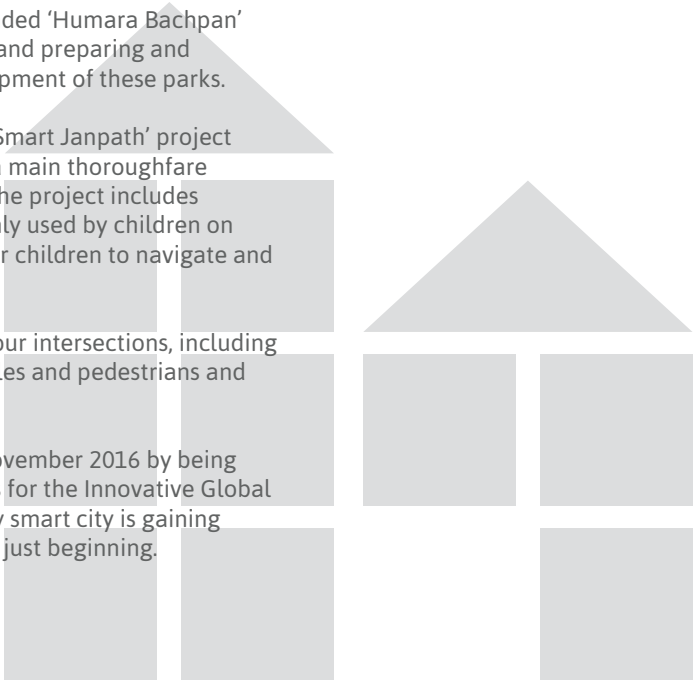 ded ‘Humara Bachpan’
and preparing and
pment of these parks.
Smart Janpath’ project
main thoroughfare
he project includes
ly used by children on
r children to navigate and
our intersections, including
les and pedestrians and
ovember 2016 by being
for the Innovative Global
smart city is gaining
just beginning.